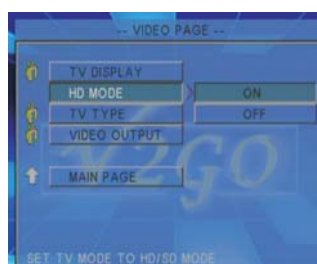 -- VIDEO PAGE --
TV DISPLAY
HD MODE
ON
TV TYPE
OFF
VIDEO OUTPUT
MAIN PAGE
V2GO
SET TV MODE TO HD/SD MODE